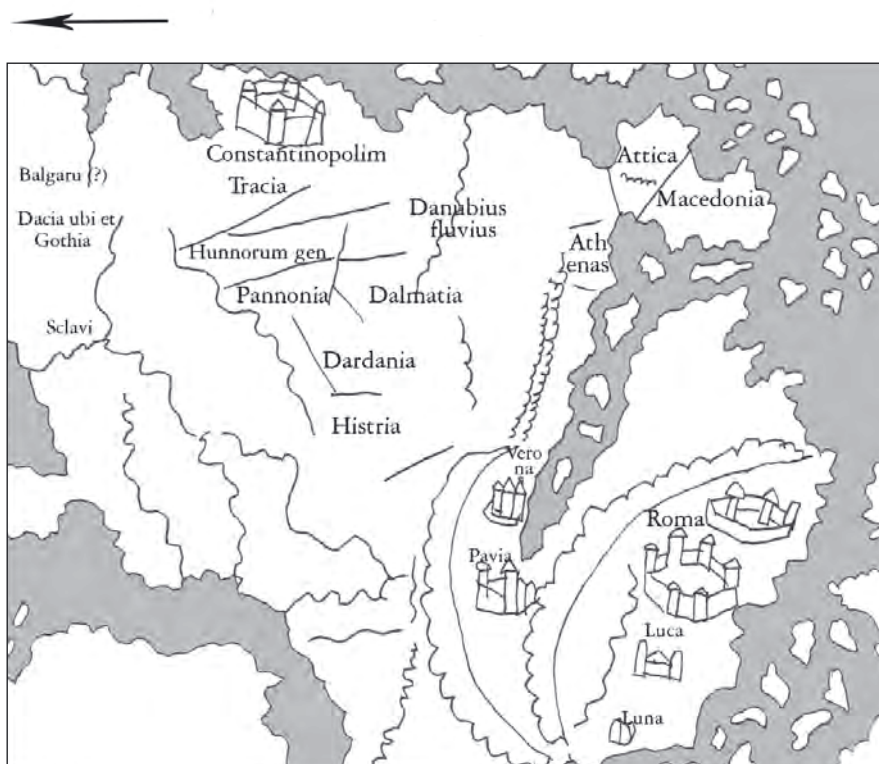 Constantinopolim
Attica
Balgaru (?)
Tracia
Macedonia
Dacia ubi et
Gothia
Danubius
fluvius
Hunnorum gen
Ath
enas
Pannonia
Dalmatia
Sclavi
Dardania
Histria
Vero
na
Roma
Pavia
Luca
Luna